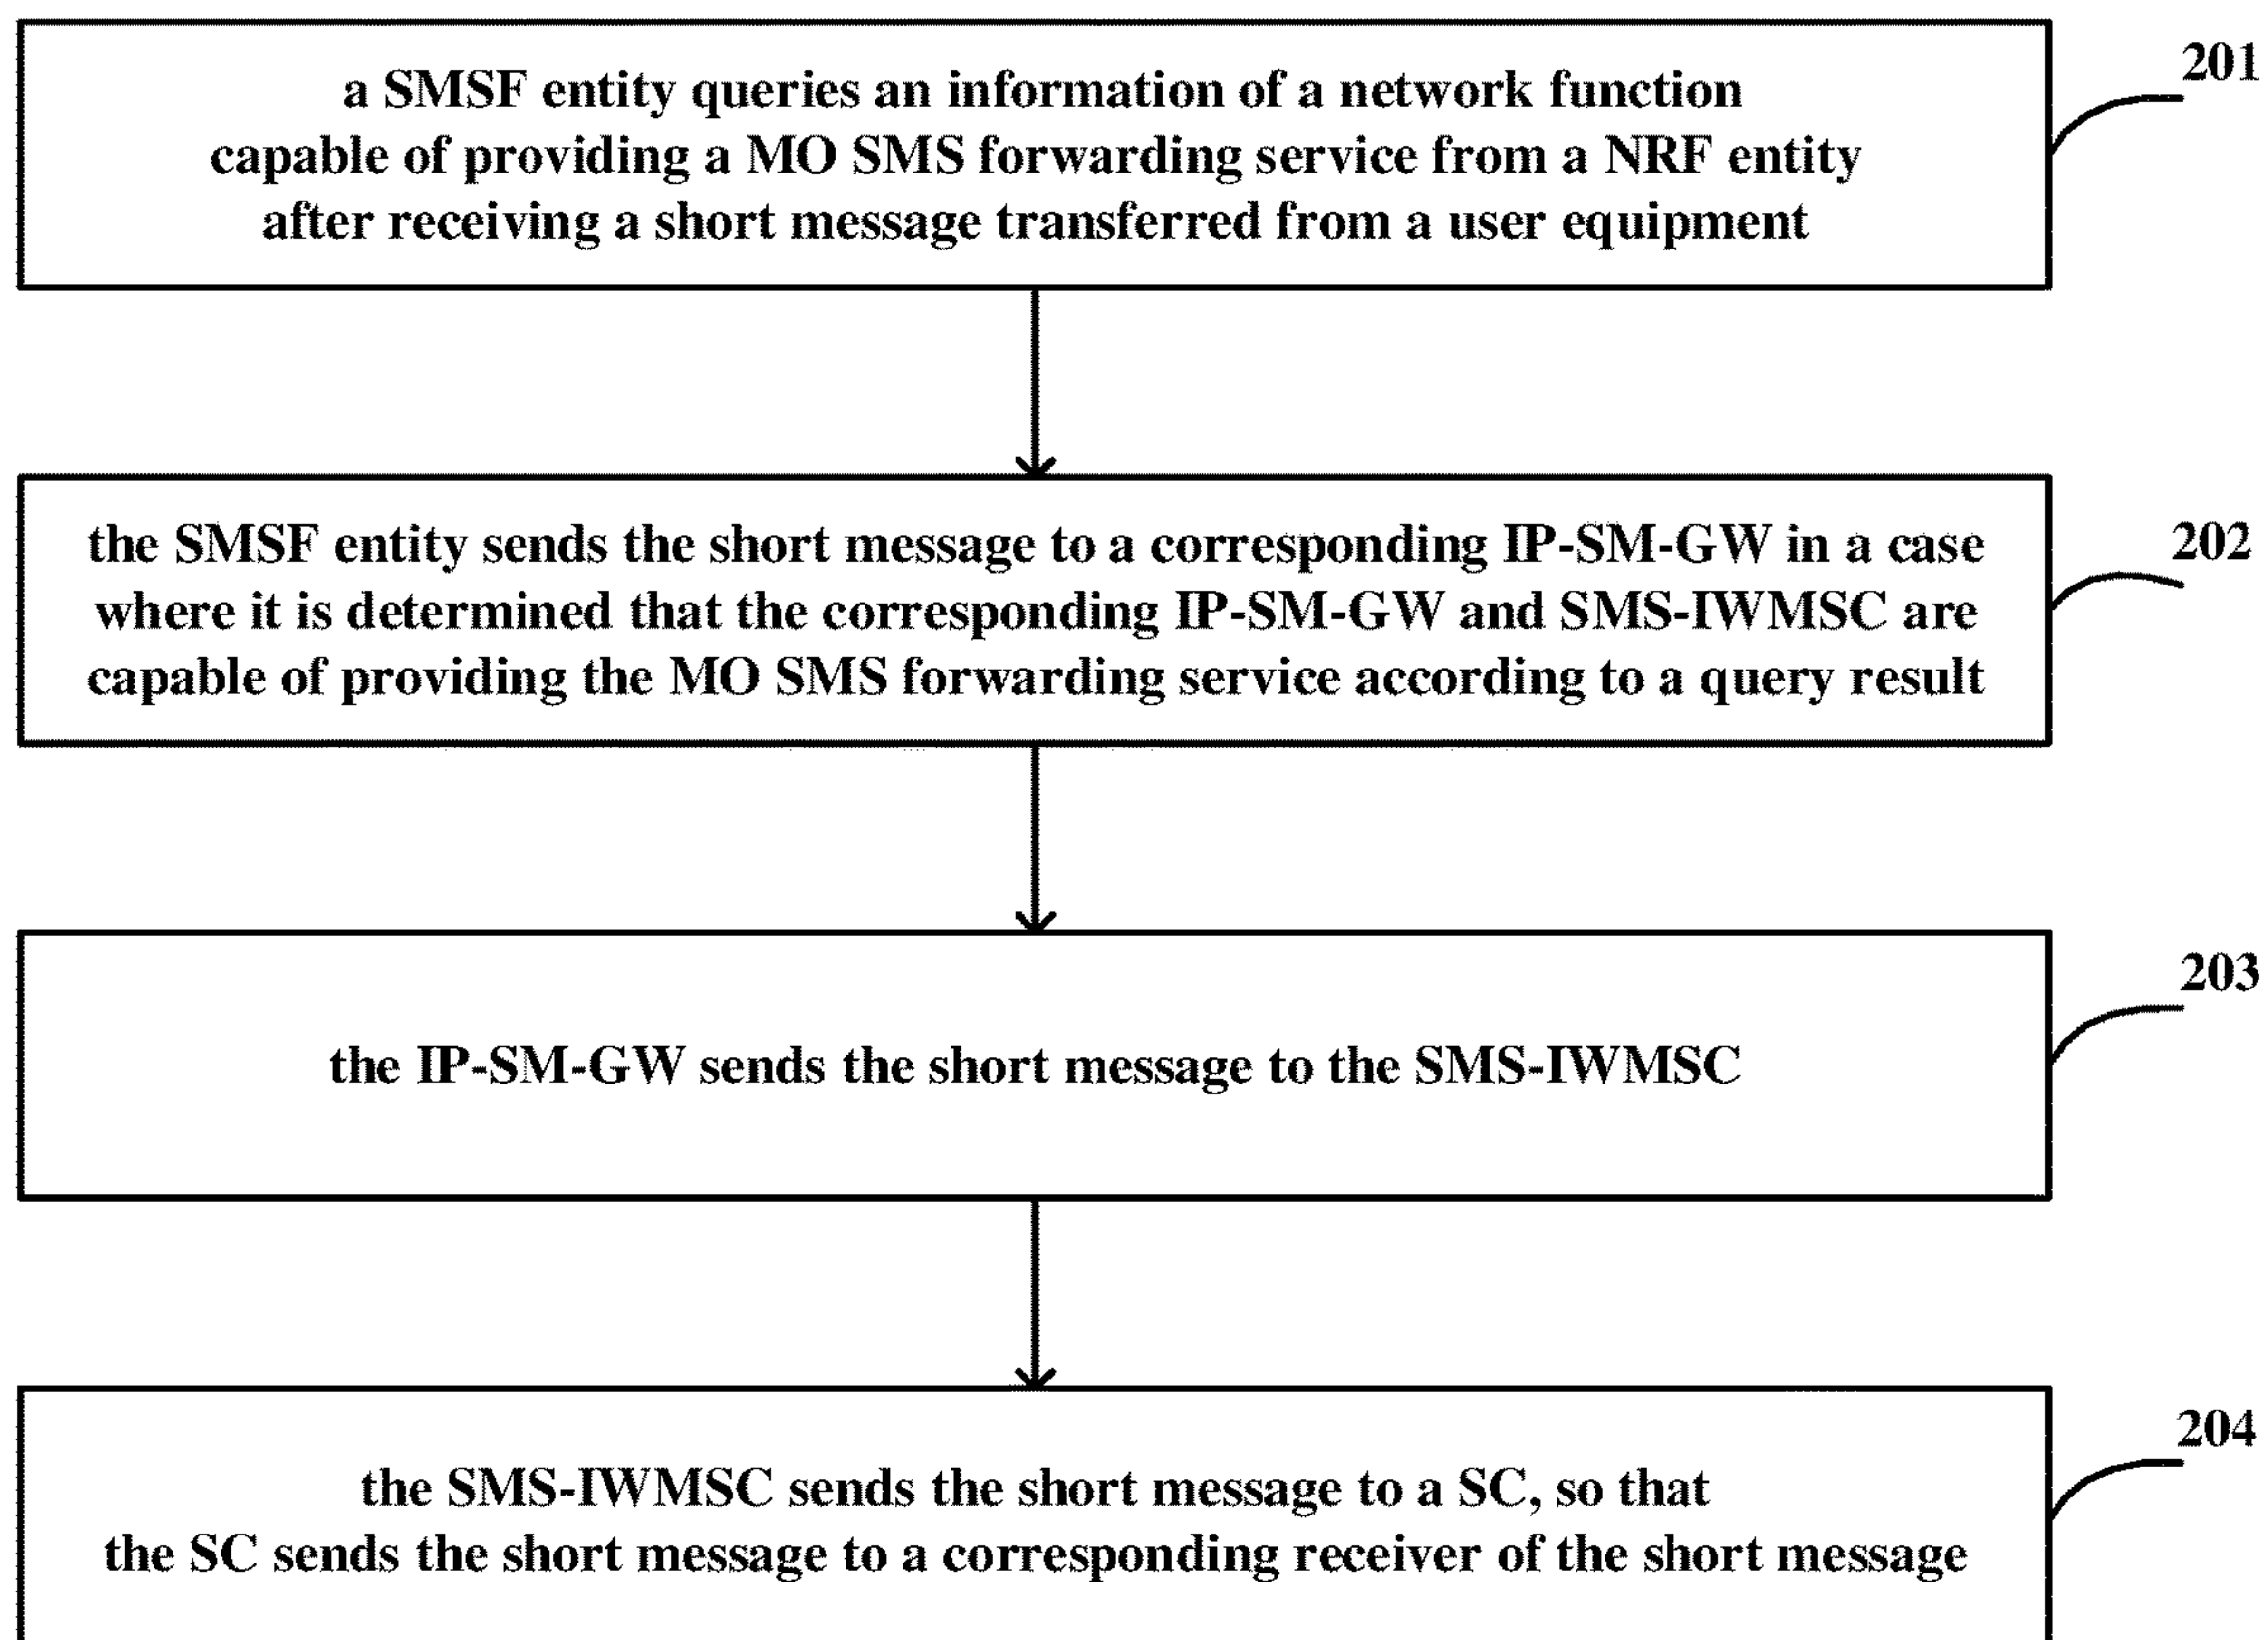 a SMSF entity queries an information of a network function
capable of providing a MO SMS forwarding service from a NRF entity
after receiving a short message transferred from a user equipment
201
the SMSF entity sends the short message to a corresponding IP-SM-GW in a case
where it is determined that the corresponding IP-SM-GW and SMS-IWMSC are
capable of providing the MO SMS forwarding service according to a query result
202
the IP-SM-GW sends the short message to the SMS-IWMSC
203
the SMS-IWMSC sends the short message to a SC, so that
the SC sends the short message to a corresponding receiver of the short message
204